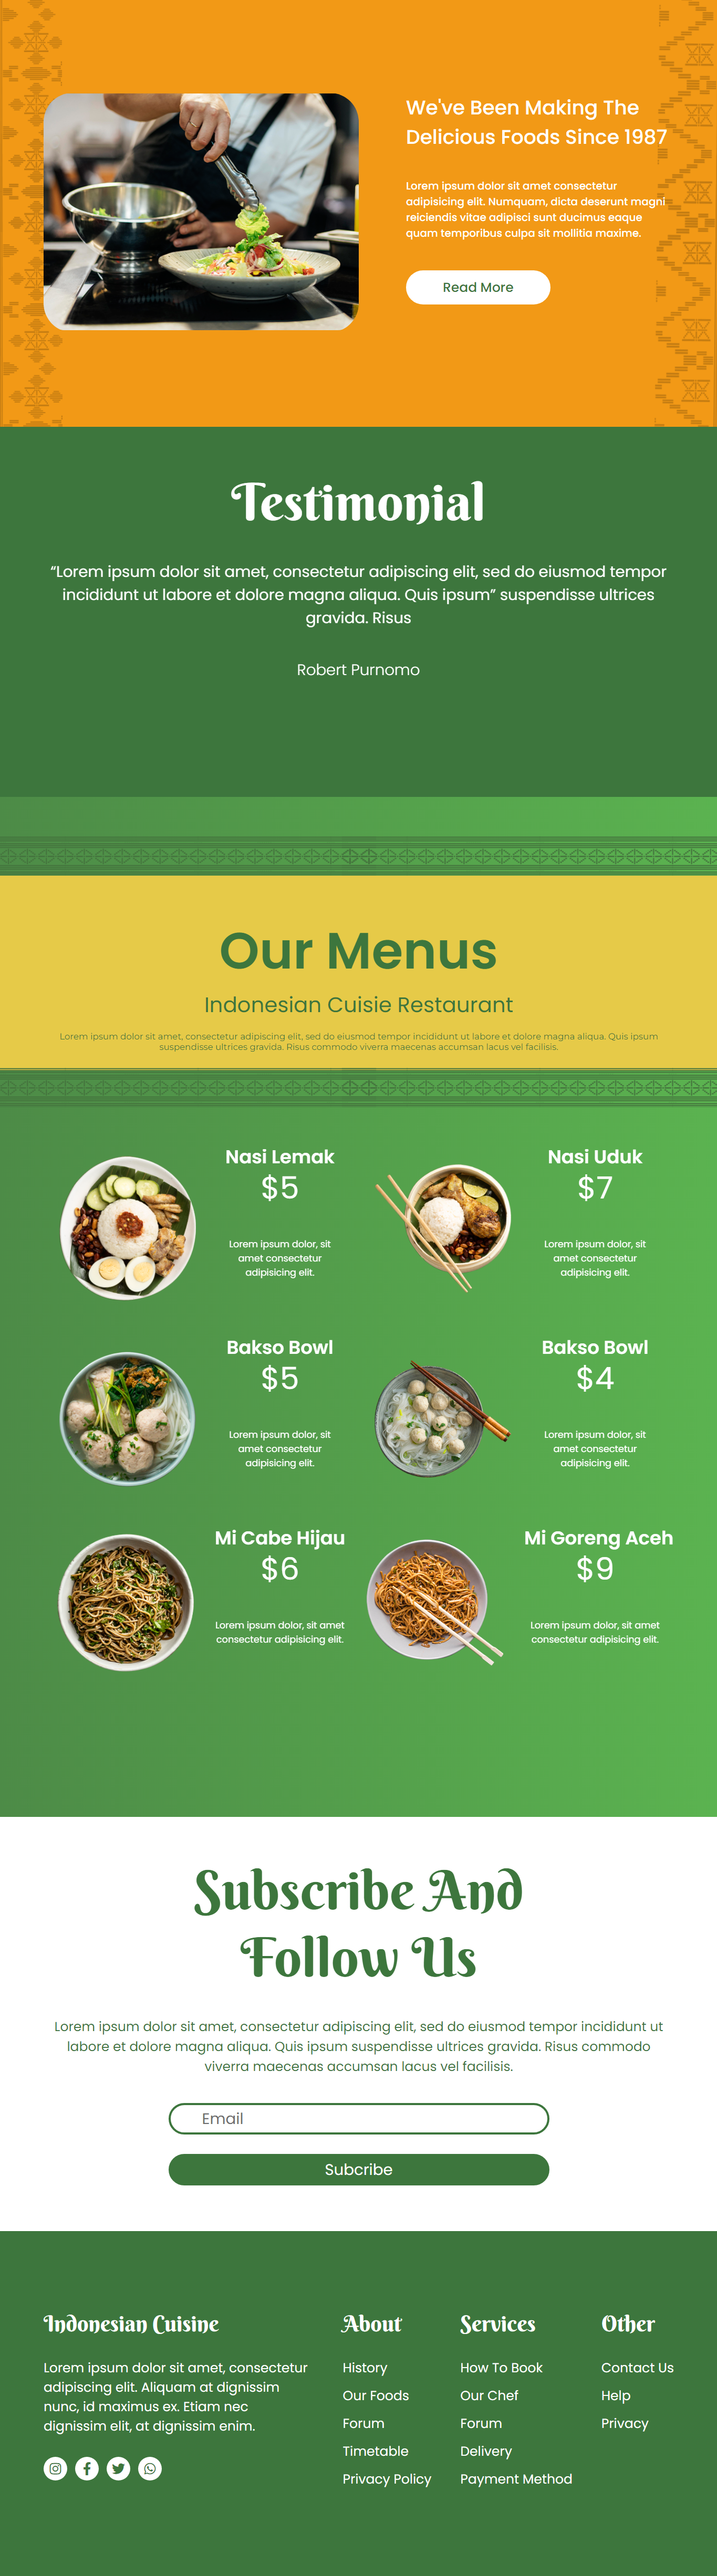 We've Been Making The
Delicious Foods Since 1987
Lorem ipsum dolor sit amet consectetur
adipisicing elit. Numquam, dicta deserunt magni
reiciendis vitae adipisci sunt ducimus eaque
quam temporibus culpa sit mollitia maxime.
Read More
Testimonial
“Lorem ipsum dolor sit amet, consectetur adipiscing elit, sed do eiusmod tempor
incididunt ut labore et dolore magna aliqua. Quis ipsum” suspendisse ultrices
gravida. Risus
Robert Purnomo
Our Menus
Indonesian Cuisie Restaurant
Lorem ipsum dolor sit amet, consectetur adipiscing elit, sed do eiusmod tempor incididunt ut labore et dolore magna aliqua. Quis ipsum
suspendisse ultrices gravida. Risus commodo viverra maecenas accumsan lacus vel facilisis.
Nasi Lemak
$5
Lorem ipsum dolor, sit
amet consectetur
adipisicing elit.
Nasi Uduk
$7
Lorem ipsum dolor, sit
amet consectetur
adipisicing elit.
Bakso Bowl
$5
Lorem ipsum dolor, sit
amet consectetur
adipisicing elit.
Bakso Bowl
$4
Lorem ipsum dolor, sit
amet consectetur
adipisicing elit.
Mi Cabe Hijau
$6
Lorem ipsum dolor, sit amet
consectetur adipisicing elit.
Mi Goreng Aceh
$9
Lorem ipsum dolor, sit amet
consectetur adipisicing elit.
Subscribe And
Follow Us
Lorem ipsum dolor sit amet, consectetur adipiscing elit, sed do eiusmod tempor incididunt ut
labore et dolore magna aliqua. Quis ipsum suspendisse ultrices gravida. Risus commodo
viverra maecenas accumsan lacus vel facilisis.
Email
Subcribe
Indonesian Cuisine
Lorem ipsum dolor sit amet, consectetur
adipiscing elit. Aliquam at dignissim
nunc, id maximus ex. Etiam nec
dignissim elit, at dignissim enim.
About
History
Our Foods
Forum
Timetable
Privacy Policy
Services
How To Book
Our Chef
Forum
Delivery
Payment Method
Other
Contact Us
Help
Privacy